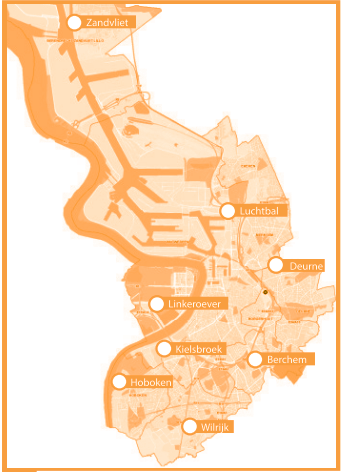 Zandvliet
Luchtbal
Deurne
Linkeroever
Kielsbroek
Berchem
Hoboken
Wilrijk